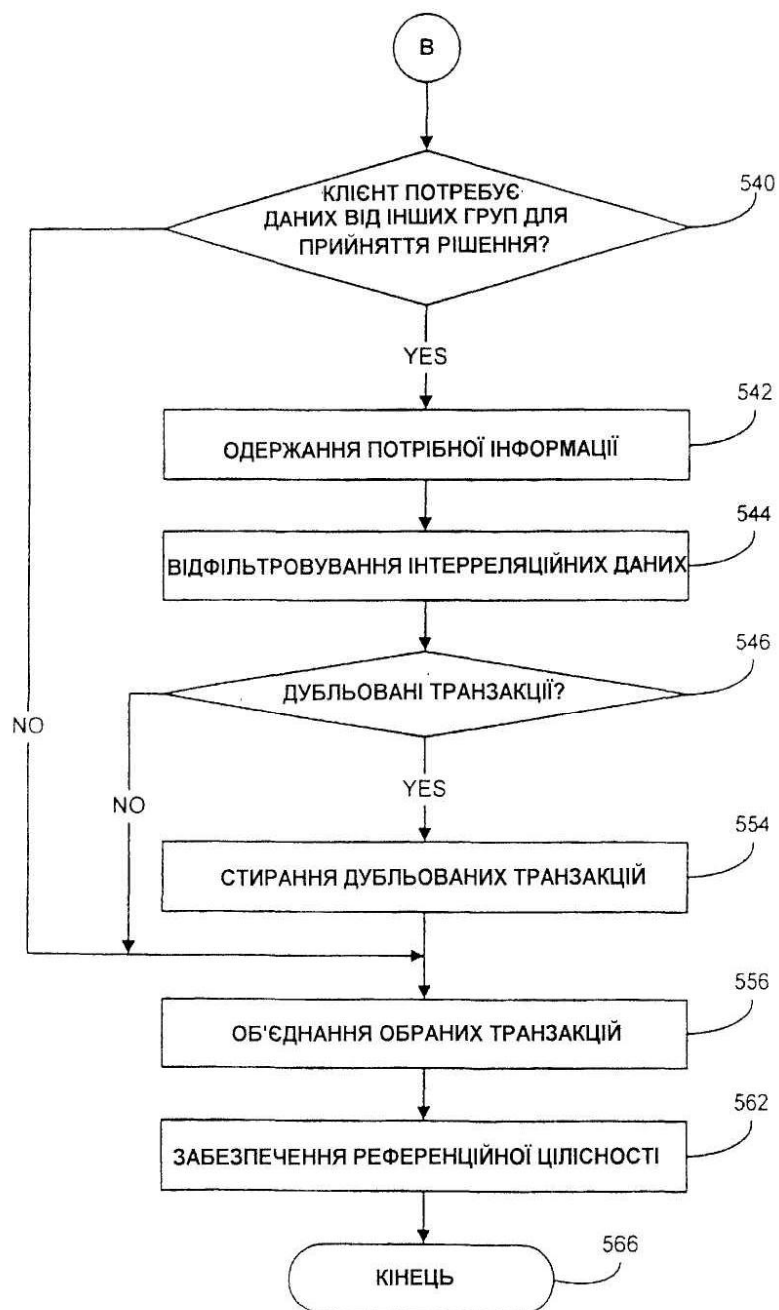 В
КЛІЄНТ ПОТРЕБУЄ
ДАНИХ ВІД ІНШИХ ГРУП ДЛЯ
ПРИЙНЯТТЯ РІШЕННЯ?
540
YES
542
ОДЕРЖАННЯ ПОТРІБНОЇ ІНФОРМАЦІЇ
544
ВІДФІЛЬТРОВУВАННЯ ІНТЕРРЕЛЯЦІЙНИХ ДАНИХ
546
ДУБЛЬОВАНІ ТРАНЗАКЦІЇ?
NO
NO
YES
554
СТИРАННЯ ДУБЛЬОВАНИХ ТРАНЗАКЦІЙ
556
ОБ'ЄДНАННЯ ОБРАНИХ ТРАНЗАКЦІЙ
562
ЗАБЕЗПЕЧЕННЯ РЕФЕРЕНЦІЙНОЇ ЦІЛІСНОСТІ
566
КІНЕЦЬ